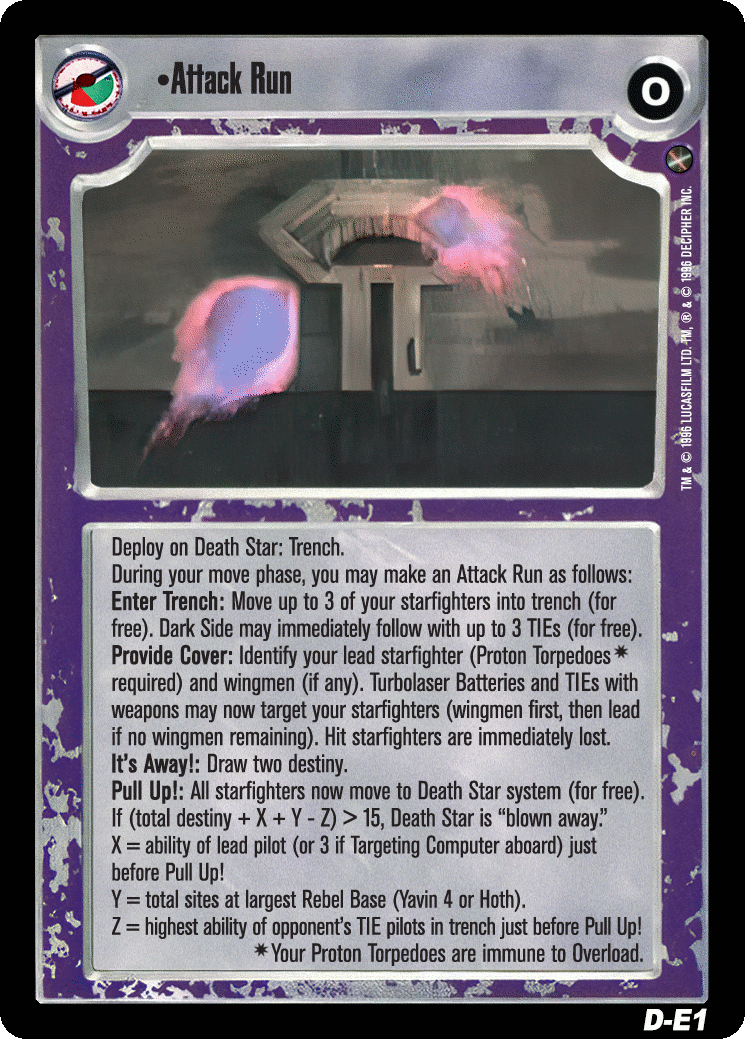 •Attack Run
0
TM & © 1996 LUCASFILM LTD. TM, ® & © 1996 DECIPHER INC.
Deploy on Death Star: Trench.
During your move phase, you may make an Attack Run as follows:
Enter Trench: Move up to 3 of your starfighters into trench (for
free). Dark Side may immediately follow with up to 3 TIEs (for free).
Provide Cover: Identify your lead starfighter (Proton Torpedoes✷
required) and wingmen (if any). Turbolaser Batteries and TIEs with
weapons may now target your starfighters (wingmen first, then lead
if no wingmen remaining). Hit starfighters are immediately lost.
It's Away!: Draw two destiny.
Pull Up!: All starfighters now move to Death Star system (for free).
If (total destiny + X + Y - Z) > 15, Death Star is "blown away."
X = ability of lead pilot (or 3 if Targeting Computer aboard) just
before Pull Up!
Y = total sites at largest Rebel Base (Yavin 4 or Hoth).
Z = highest ability of opponent's TIE pilots in trench just before Pull Up!
✷Your Proton Torpedoes are immune to Overload.
D-E1